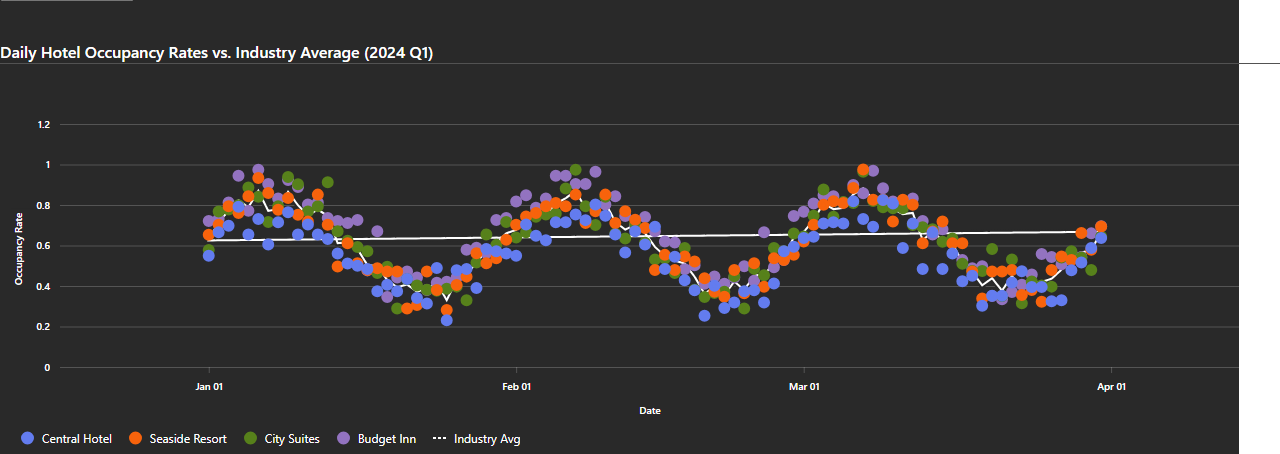 Daily Hotel Occupancy Rates vs. Industry Average (2024 Q1)
1.2
1
0.8
0.6
0.4
0.2
0
Occupancy Rate
Jan 01 Feb 01 Mar 01 Apr 01
Date
Central Hotel Seaside Resort City Suites Budget Inn Industry Avg